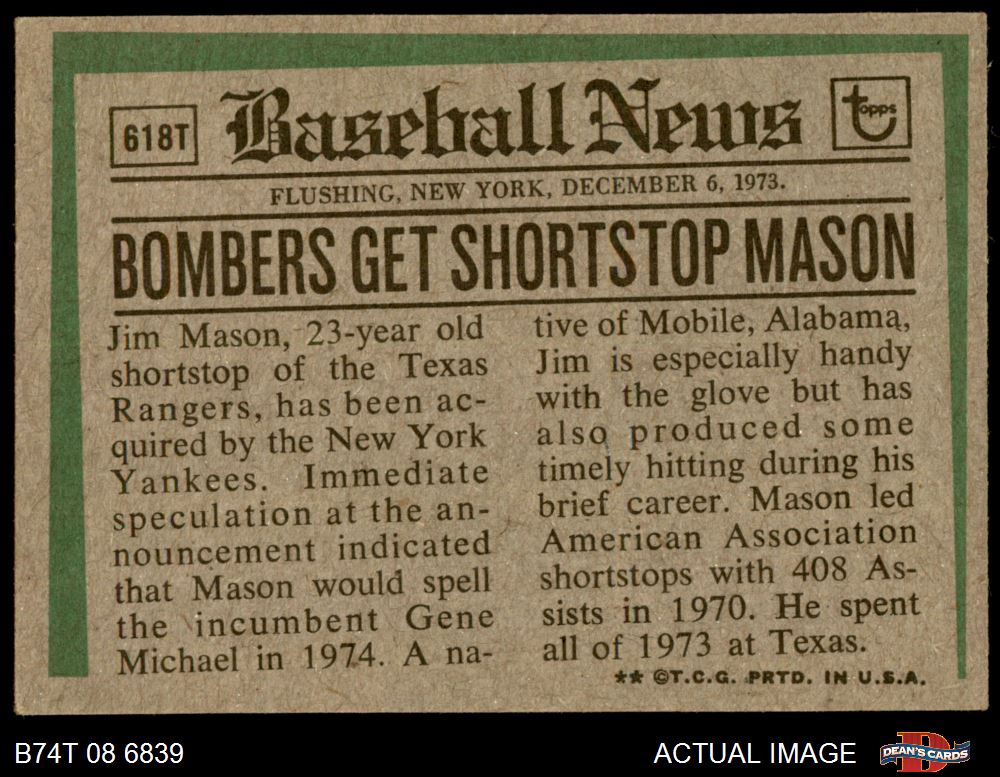 618T
Baseball News
topps
FLUSHING, NEW YORK, DECEMBER 6, 1973.
BOMBERS GET SHORTSTOP MASON
Jim Mason, 23-year old
shortstop of the Texas
Rangers, has been ac-
quired by the New York
Yankees. Immediate
speculation at the an-
nouncement indicated
that Mason would spell
the incumbent Gene
Michael in 1974. A na-
tive of Mobile, Alabama,
Jim is especially handy
with the glove but has
also produced some
timely hitting during his
brief career. Mason led
American Association
shortstops with 408 As-
sists in 1970. He spent
all of 1973 at Texas.
** ©T.C.G. PRTD. IN U.S.A.
B74T 08 6839
ACTUAL IMAGE
DEAN'S CARDS